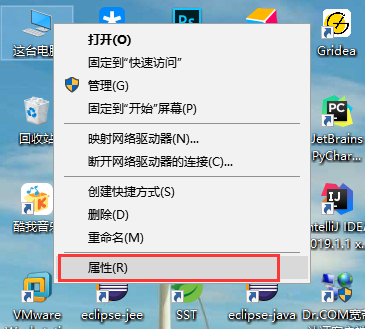 这台电脑
打开(O)
固定到"快速访问"
管理(G)
固定到"开始"屏幕(P)
映射网络驱动器(N)...
断开网络驱动器的连接(C)...
创建快捷方式(S)
删除(D)
重命名(M)
属性(R)
Ps
Gridea
回收站
PC
JetBrains
PyChar...
酷我音乐
IJ
IntelliJ IDEA
2019.1.1 x...
VMware
eclipse-jee
SST
eclipse-java
Dr.COM宽带